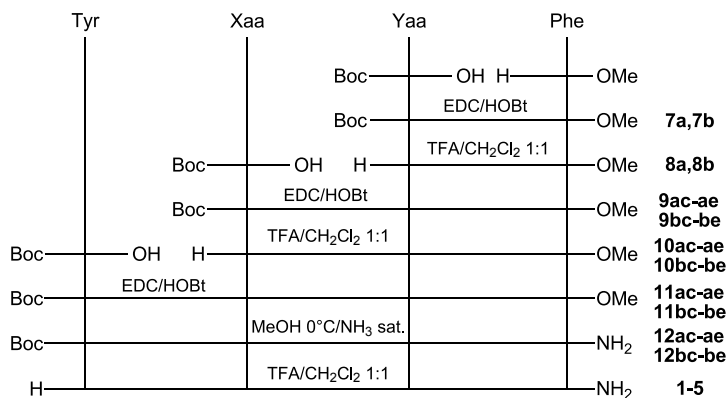 Tyr Xaa Yaa Phe
Boc OH H OMe
EDC/HOBt
Boc OMe 7a,7b
TFA/CH₂Cl₂ 1:1
Boc OH H OMe 8a,8b
EDC/HOBt
Boc OMe 9ac-ae
9bc-be
TFA/CH₂Cl₂ 1:1
Boc OH H OMe 10ac-ae
10bc-be
EDC/HOBt
Boc OMe 11ac-ae
11bc-be
MeOH 0°C/NH₃ sat.
Boc NH₂ 12ac-ae
12bc-be
TFA/CH₂Cl₂ 1:1
H NH₂ 1-5